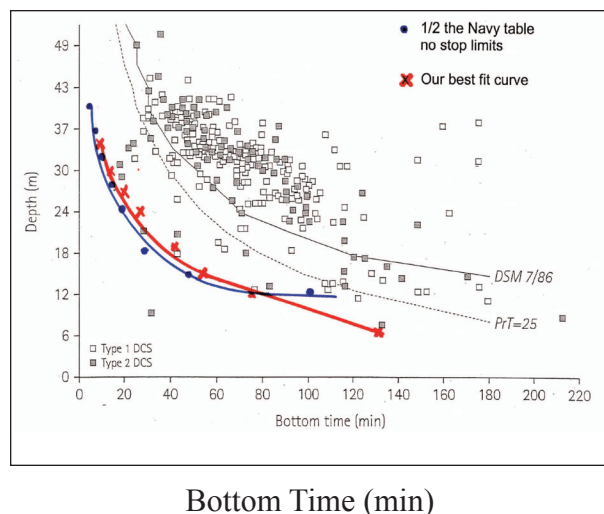 1/2 the Navy table
no stop limits
Our best fit curve
49
43
37
30
24
18
12
6
0
Depth (m)
DSM 7/86
PrT=25
Type 1 DCS
Type 2 DCS
0 20 40 60 80 100 120 140 160 180 200 220
Bottom time (min)
Bottom Time (min)